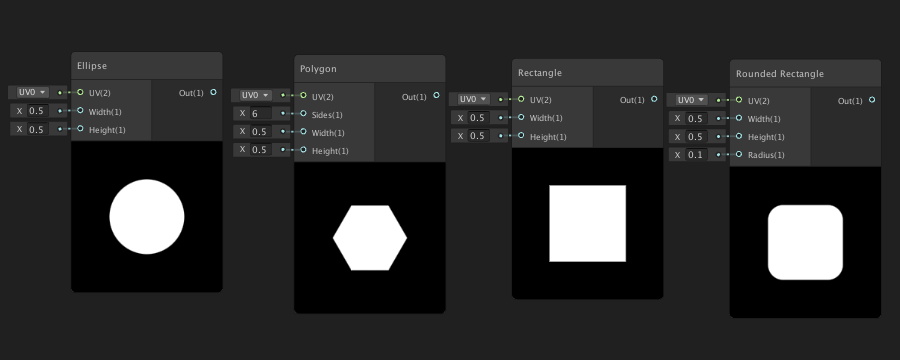 Ellipse
UV0 UV(2) Out(1)
X 0.5 Width(1)
X 0.5 Height(1)
Polygon
UV0 UV(2) Out(1)
X 6 Sides(1)
X 0.5 Width(1)
X 0.5 Height(1)
Rectangle
UV0 UV(2) Out(1)
X 0.5 Width(1)
X 0.5 Height(1)
Rounded Rectangle
UV0 UV(2) Out(1)
X 0.5 Width(1)
X 0.5 Height(1)
X 0.1 Radius(1)